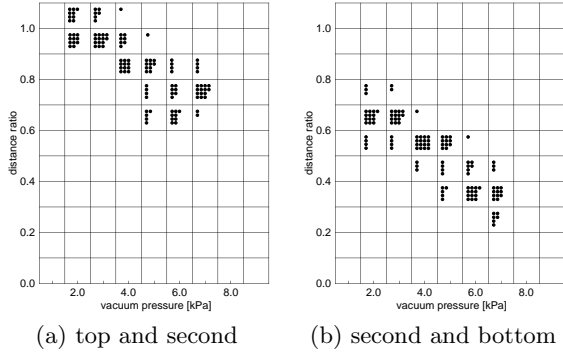 1.0
0.8
0.6
0.4
0.2
0.0
distance ratio
2.0 4.0 6.0 8.0
vacuum pressure [kPa]
(a) top and second
1.0
0.8
0.6
0.4
0.2
0.0
distance ratio
2.0 4.0 6.0 8.0
vacuum pressure [kPa]
(b) second and bottom